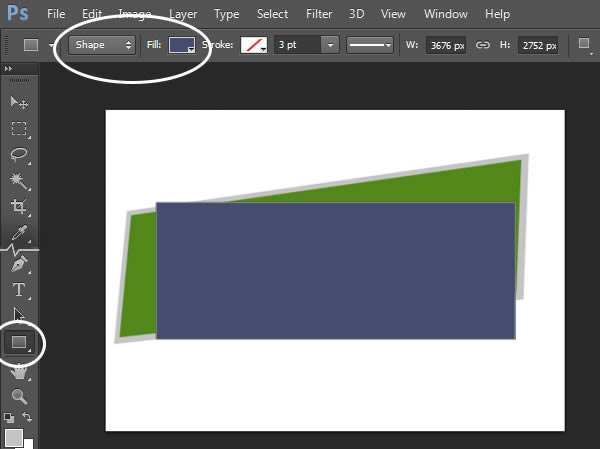 Ps File Edit Image Layer Type Select Filter 3D View Window Help
Shape Fill: Stroke: 3 pt W: 3676 px H: 2752 px
T